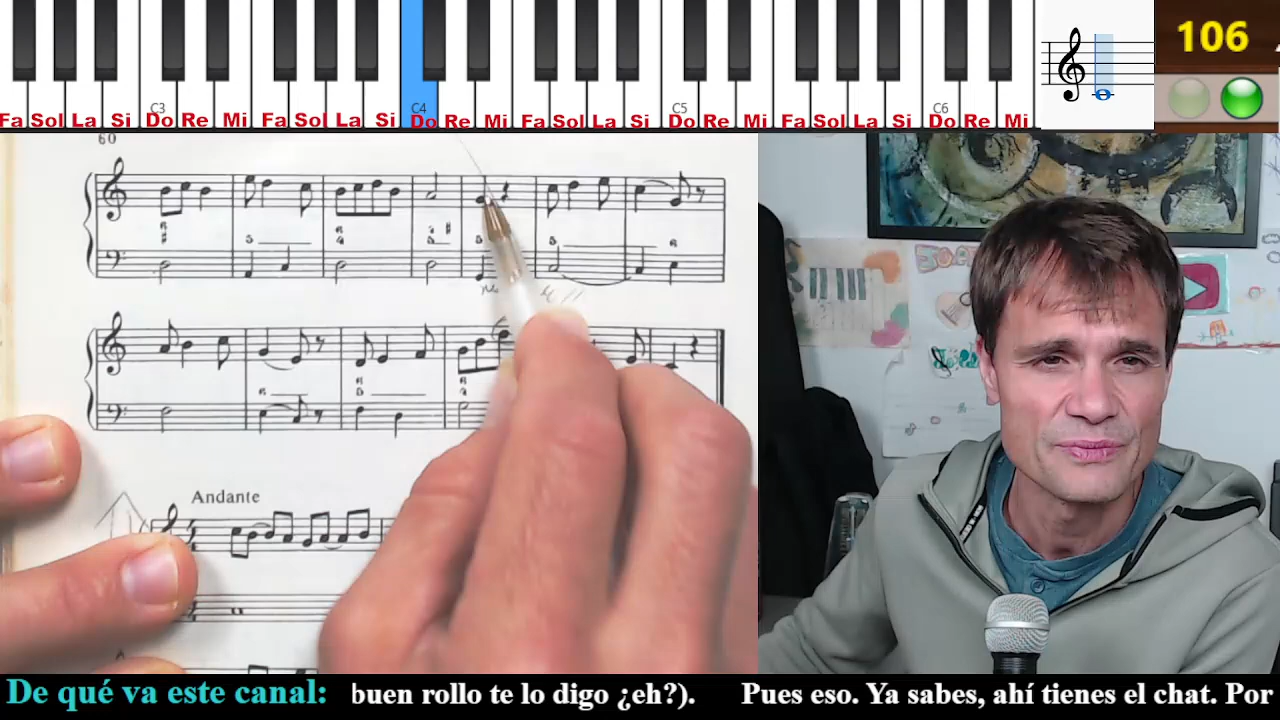 106
C3 C4 C5 C6
Fa Sol La Si Do Re Mi Fa Sol La Si Do Re Mi Fa Sol La Si Do Re Mi Fa Sol La Si Do Re Mi
60
Andante
De qué va este canal: buen rollo te lo digo ¿eh?). Pues eso. Ya sabes, ahí tienes el chat. Por